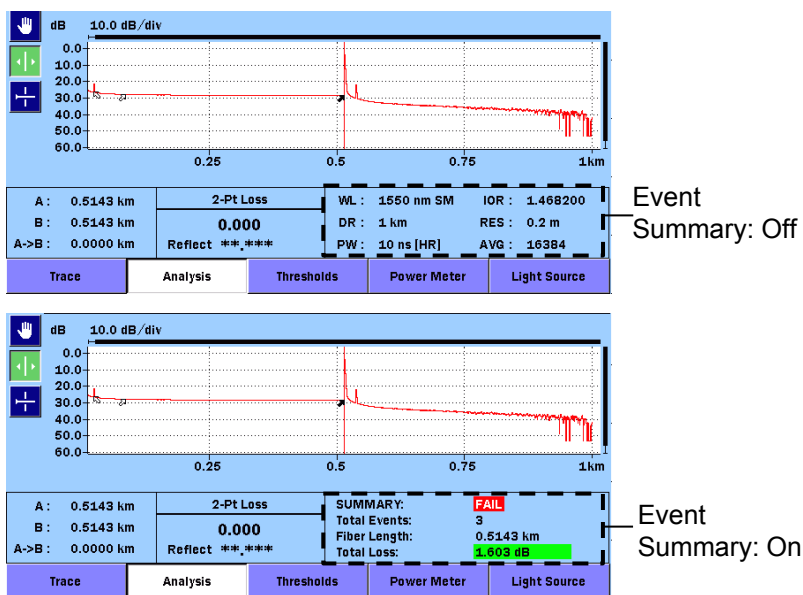 dB 10.0 dB/div
0.0
10.0
20.0
30.0
40.0
50.0
60.0
0.25 0.5 0.75 1km
A : 0.5143 km
B : 0.5143 km
A->B : 0.0000 km
2-Pt Loss
0.000
Reflect **.***
WL : 1550 nm SM IOR : 1.468200
DR : 1 km RES : 0.2 m
PW : 10 ns [HR] AVG : 16384
Event
Summary: Off
Trace Analysis Thresholds Power Meter Light Source
dB 10.0 dB/div
0.0
10.0
20.0
30.0
40.0
50.0
60.0
0.25 0.5 0.75 1km
A : 0.5143 km
B : 0.5143 km
A->B : 0.0000 km
2-Pt Loss
0.000
Reflect **.***
SUMMARY: FAIL
Total Events: 3
Fiber Length: 0.5143 km
Total Loss: 1.603 dB
Event
Summary: On
Trace Analysis Thresholds Power Meter Light Source